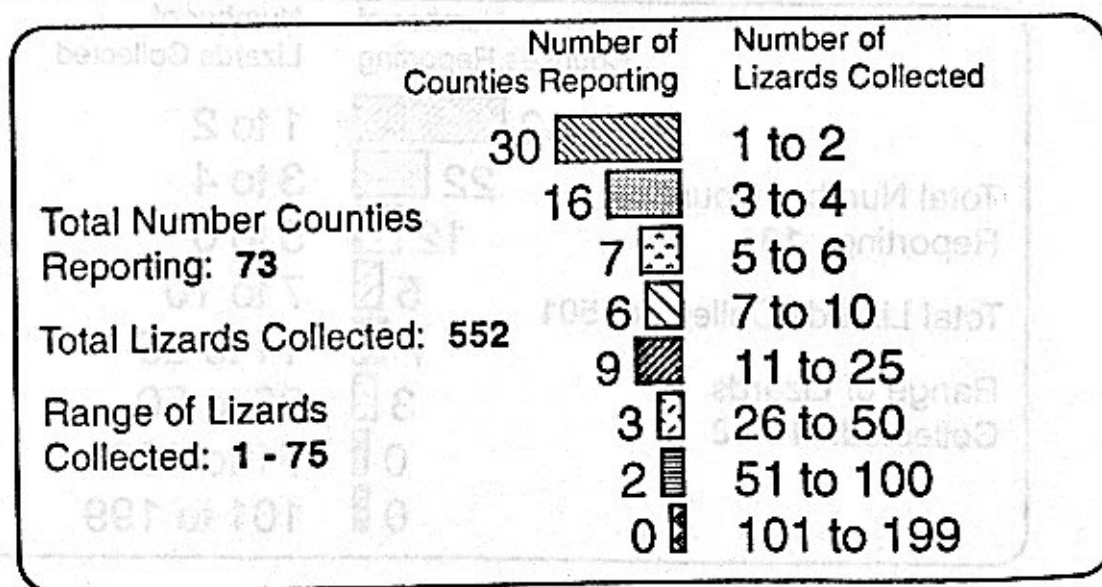 Number of Counties Reporting
Number of Lizards Collected
30 1 to 2
16 3 to 4
7 5 to 6
6 7 to 10
9 11 to 25
3 26 to 50
2 51 to 100
0 101 to 199
Total Number Counties
Reporting: 73
Total Lizards Collected: 552
Range of Lizards
Collected: 1 - 75